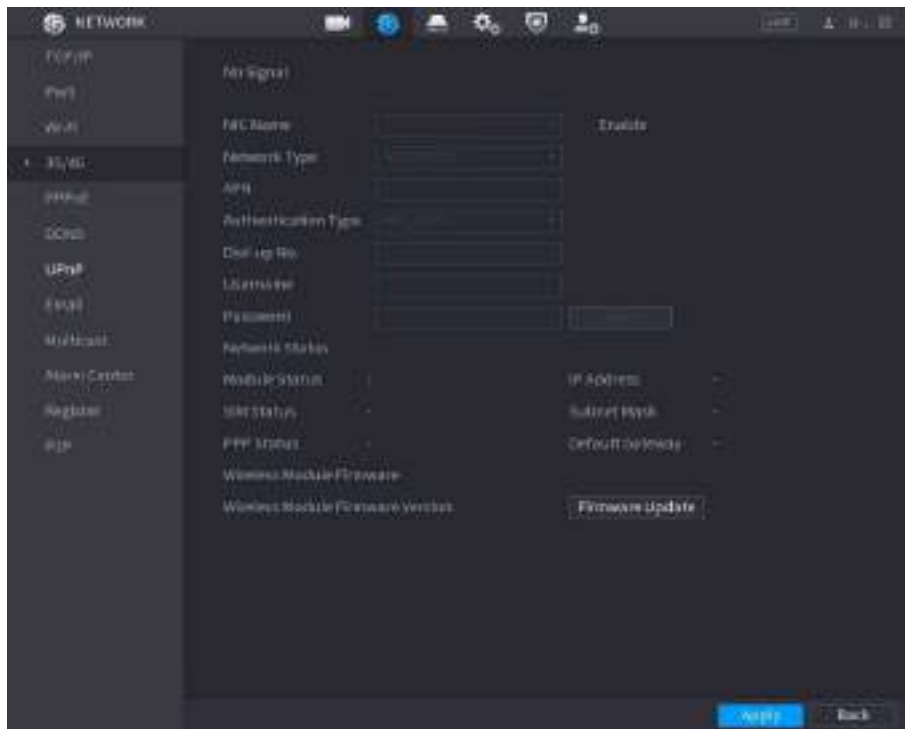 NETWORK
LIVE
TCP/IP
PoE
Wi-Fi
3G/4G
PPPoE
DDNS
UPnP
Email
Multicast
Alarm Center
Register
P2P
No Signal
NIC Name
Enable
Network Type
APN
Authentication Type
Dial-up No.
Username
Password
Network Status
Module Status
IP Address
SIM Status
Subnet Mask
PPP Status
Default Gateway
Wireless Module Firmware
Wireless Module Firmware Version
Firmware Update
Apply
Back